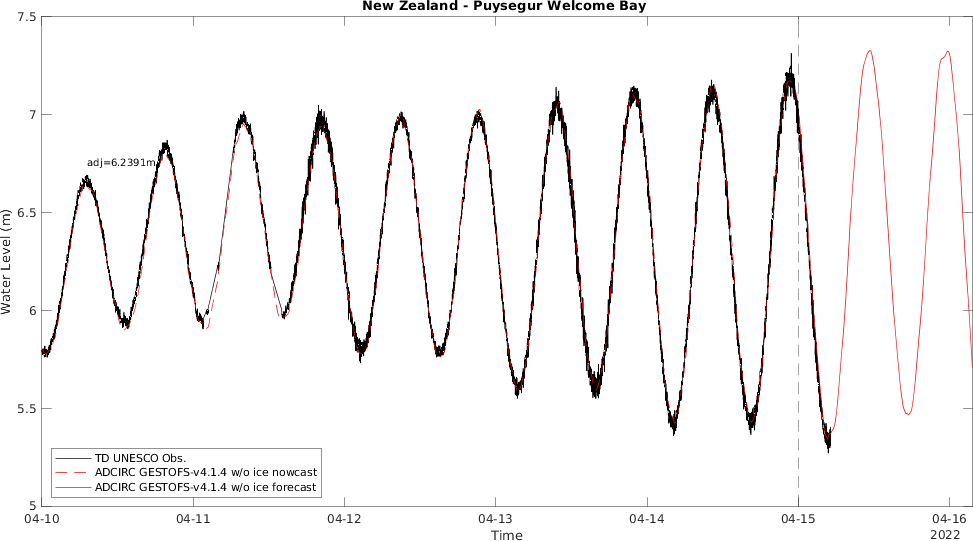 New Zealand - Puysegur Welcome Bay
7.5
7
6.5
6
5.5
5
Water Level (m)
adj=6.2391m
TD UNESCO Obs.
ADCIRC GESTOFS-v4.1.4 w/o ice nowcast
ADCIRC GESTOFS-v4.1.4 w/o ice forecast
04-10 04-11 04-12 04-13 04-14 04-15 04-16
Time
2022